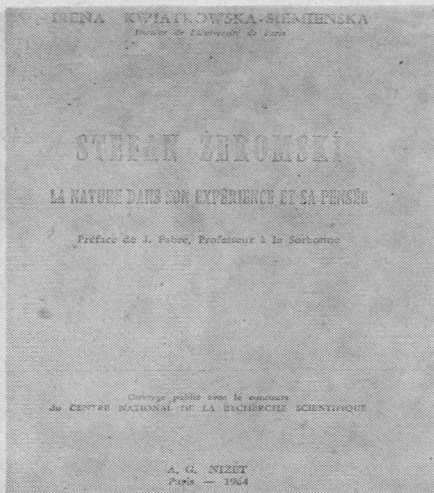 IRENA KWIATKOWSKA-SIEMIEŃSKA
Docteur de l'Université de Paris
STEFAN ŻEROMSKI
LA NATURE DANS SON EXPÉRIENCE ET SA PENSÉE
Préface de J. Fabre, Professeur à la Sorbonne
Ouvrage publié avec le concours
du CENTRE NATIONAL DE LA RECHERCHE SCIENTIFIQUE
A. G. NIZET
Paris — 1964